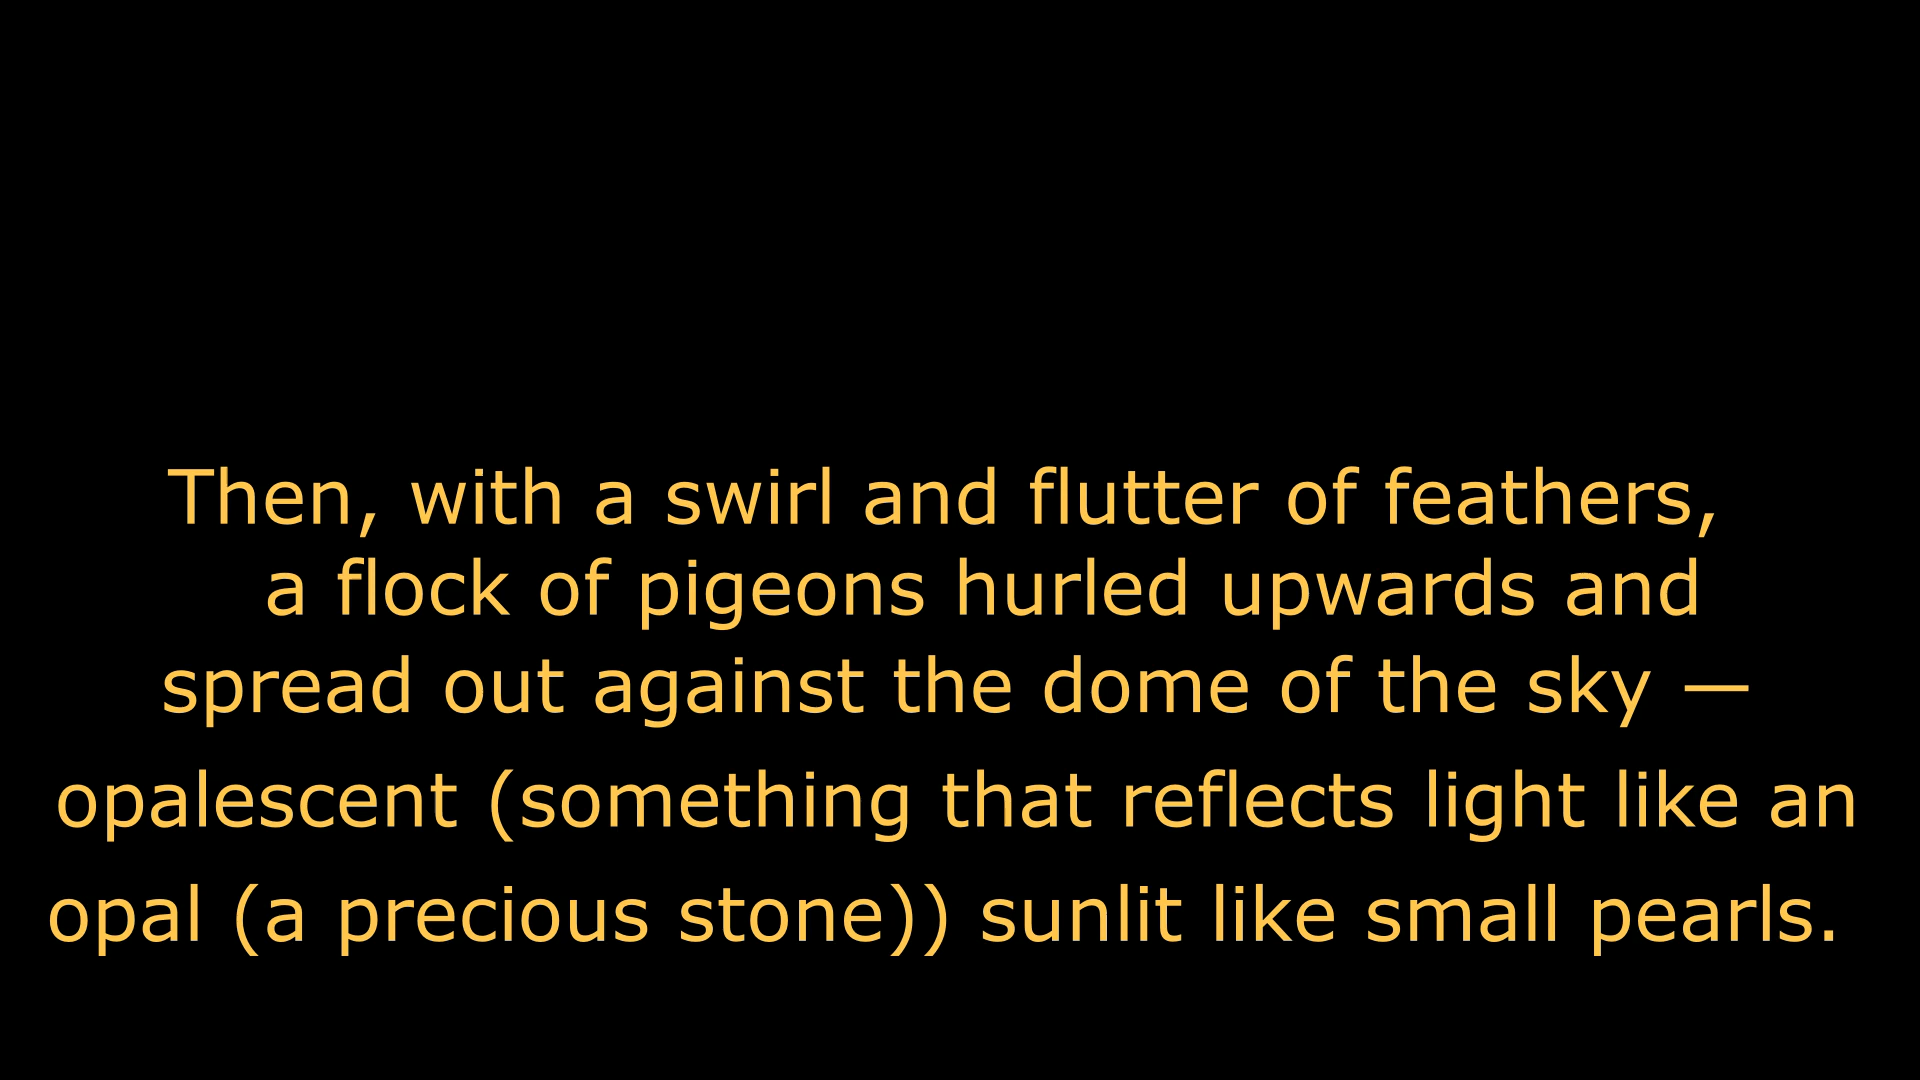 Then, with a swirl and flutter of feathers,
a flock of pigeons hurled upwards and
spread out against the dome of the sky —
opalescent (something that reflects light like an
opal (a precious stone)) sunlit like small pearls.